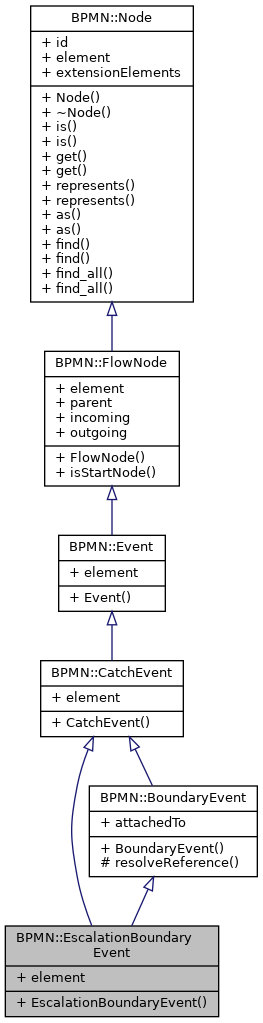 BPMN::Node
+ id
+ element
+ extensionElements
+ Node()
+ ~Node()
+ is()
+ is()
+ get()
+ get()
+ represents()
+ represents()
+ as()
+ as()
+ find()
+ find()
+ find_all()
+ find_all()
BPMN::FlowNode
+ element
+ parent
+ incoming
+ outgoing
+ FlowNode()
+ isStartNode()
BPMN::Event
+ element
+ Event()
BPMN::CatchEvent
+ element
+ CatchEvent()
BPMN::BoundaryEvent
+ attachedTo
+ BoundaryEvent()
# resolveReference()
BPMN::EscalationBoundary
Event
+ element
+ EscalationBoundaryEvent()